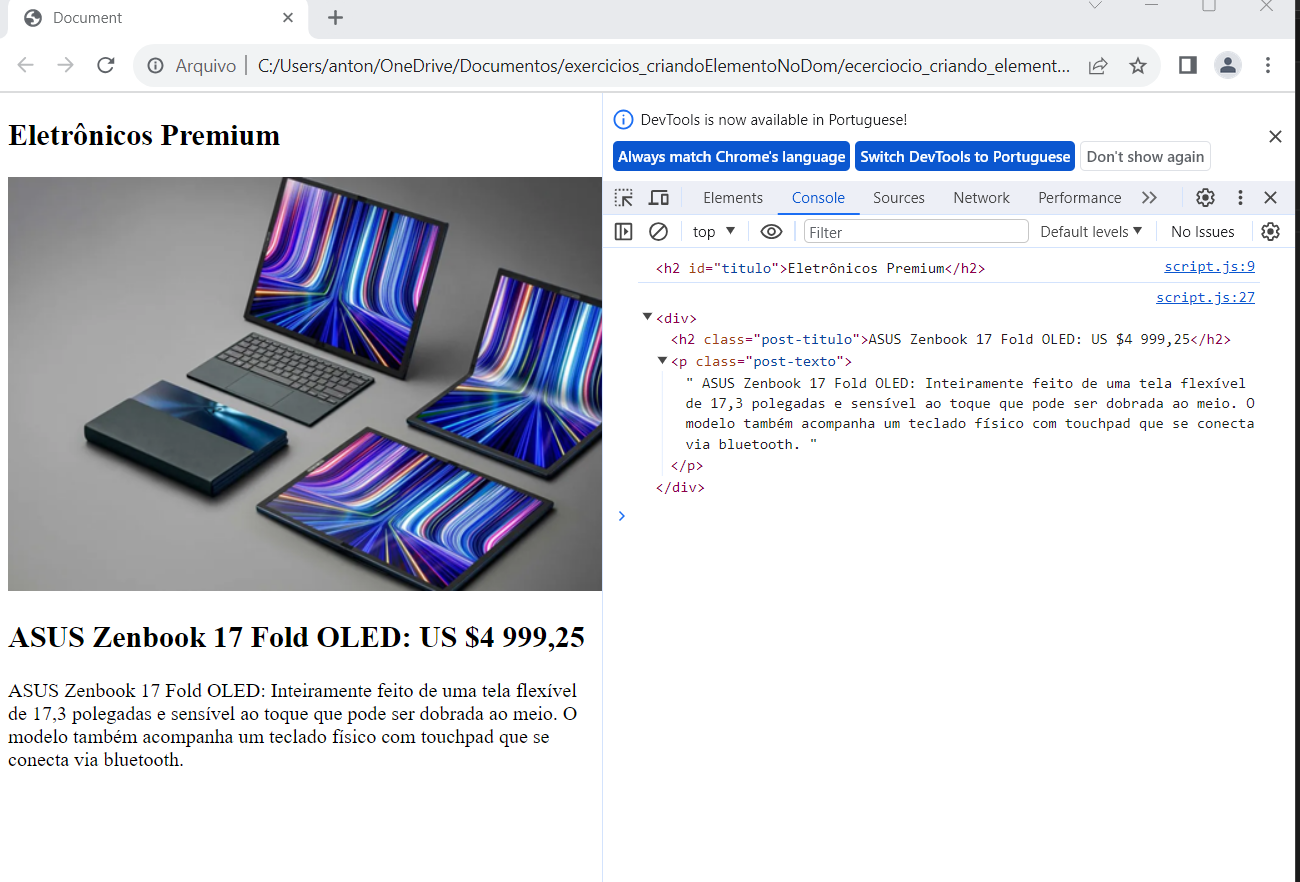 Document
Arquivo C:/Users/anton/OneDrive/Documentos/exercicios_criandoElementoNoDom/ecerciocio_criando_element...
Eletrônicos Premium
ASUS Zenbook 17 Fold OLED: US $4 999,25
ASUS Zenbook 17 Fold OLED: Inteiramente feito de uma tela flexível
de 17,3 polegadas e sensível ao toque que pode ser dobrada ao meio. O
modelo também acompanha um teclado físico com touchpad que se
conecta via bluetooth.
DevTools is now available in Portuguese!
Always match Chrome's language Switch DevTools to Portuguese Don't show again
Elements Console Sources Network Performance
top Filter Default levels No Issues
<h2 id="titulo">Eletrônicos Premium</h2> script.js:9
script.js:27
<div>
<h2 class="post-titulo">ASUS Zenbook 17 Fold OLED: US $4 999,25</h2>
<p class="post-texto">
" ASUS Zenbook 17 Fold OLED: Inteiramente feito de uma tela flexível
de 17,3 polegadas e sensível ao toque que pode ser dobrada ao meio. O
modelo também acompanha um teclado físico com touchpad que se conecta
via bluetooth. "
</p>
</div>